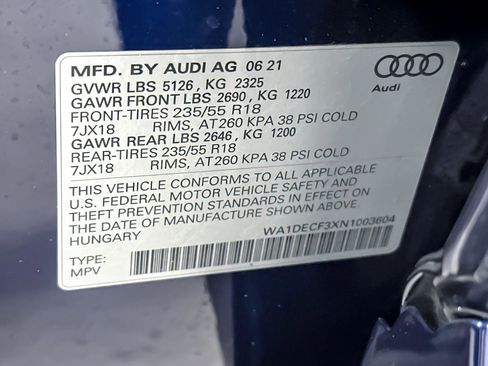 MFD. BY AUDI AG 06 21
GVWR LBS 5126 , KG 2325
GAWR FRONT LBS 2690 , KG 1220
FRONT-TIRES 235/55 R18
7JX18 RIMS, AT260 KPA 38 PSI COLD
GAWR REAR LBS 2646 , KG 1200
REAR-TIRES 235/55 R18
7JX18 RIMS, AT260 KPA 38 PSI COLD
Audi
THIS VEHICLE CONFORMS TO ALL APPLICABLE
U.S. FEDERAL MOTOR VEHICLE SAFETY AND
THEFT PREVENTION STANDARDS IN EFFECT ON
THE DATE OF MANUFACTURE SHOWN ABOVE
HUNGARY
WA1DECF3XN1003604
TYPE:
MPV